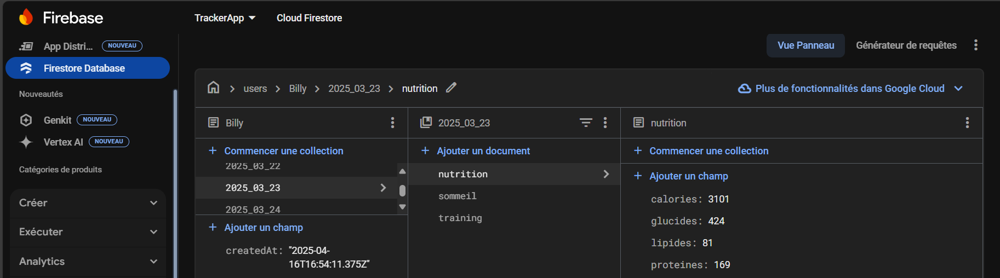 Firebase
TrackerApp
Cloud Firestore
App Distri...
NOUVEAU
Firestore Database
Nouveautés
Genkit
NOUVEAU
Vertex AI
NOUVEAU
Catégories de produits
Créer
Exécuter
Analytics
Vue Panneau
Générateur de requêtes
users
Billy
2025_03_23
nutrition
Plus de fonctionnalités dans Google Cloud
Billy
Commencer une collection
2025_03_22
2025_03_23
2025_03_24
Ajouter un champ
createdAt: "2025-04-
16T16:54:11.375Z"
2025_03_23
Ajouter un document
nutrition
sommeil
training
nutrition
Commencer une collection
Ajouter un champ
calories: 3101
glucides: 424
lipides: 81
proteines: 169